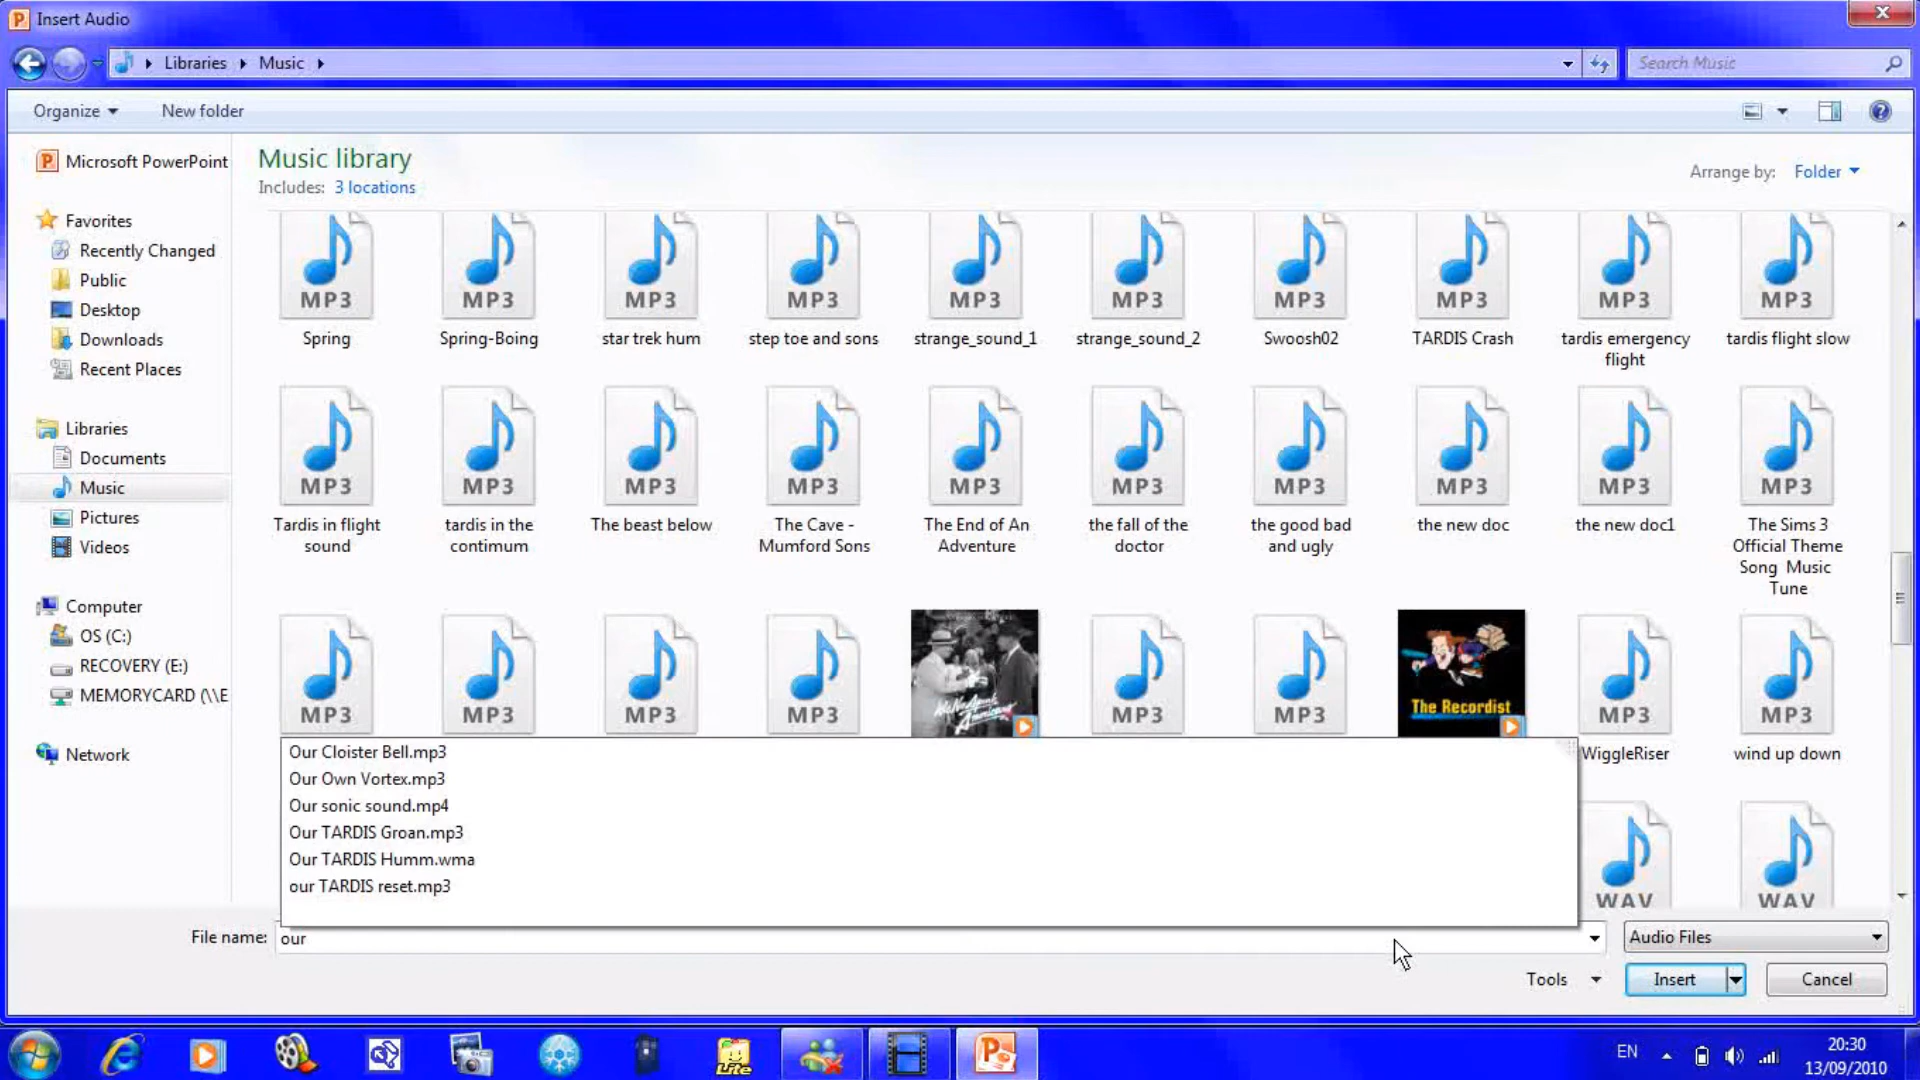 Insert Audio
Libraries
Music
Search Music
Organize
New folder
Microsoft PowerPoint
Music library
Includes: 3 locations
Arrange by: Folder
Favorites
Recently Changed
Public
Desktop
Downloads
Recent Places
Libraries
Documents
Music
Pictures
Videos
Computer
OS (C:)
RECOVERY (E:)
MEMORYCARD (\\E
Network
MP3 MP3 MP3 MP3 MP3 MP3 MP3 MP3 MP3 MP3
Spring
Spring-Boing
star trek hum
step toe and sons
strange_sound_1
strange_sound_2
Swoosh02
TARDIS Crash
tardis emergency
flight
tardis flight slow
MP3 MP3 MP3 MP3 MP3 MP3 MP3 MP3 MP3 MP3
Tardis in flight
sound
tardis in the
contimum
The beast below
The Cave -
Mumford Sons
The End of An
Adventure
the fall of the
doctor
the good bad
and ugly
the new doc
the new doc1
The Sims 3
Official Theme
Song Music
Tune
MP3 MP3 MP3 MP3
We No Speak
Americano
MP3 MP3
The Recordist
MP3 MP3
WiggleRiser
wind up down
Our Cloister Bell.mp3
Our Own Vortex.mp3
Our sonic sound.mp4
Our TARDIS Groan.mp3
Our TARDIS Humm.wma
our TARDIS reset.mp3
WAV WAV
File name: our
Audio Files
Tools
Insert
Cancel
Lite
EN
20:30
13/09/2010